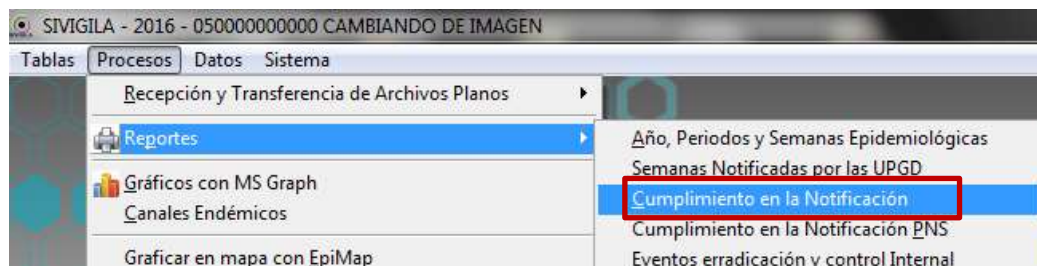 SIVIGILA - 2016 - 050000000000 CAMBIANDO DE IMAGEN
Tablas Procesos Datos Sistema
Recepción y Transferencia de Archivos Planos
Reportes
Año, Periodos y Semanas Epidemiológicas
Semanas Notificadas por las UPGD
Gráficos con MS Graph
Cumplimiento en la Notificación
Canales Endémicos
Cumplimiento en la Notificación PNS
Graficar en mapa con EpiMap
Eventos erradicación y control Internal